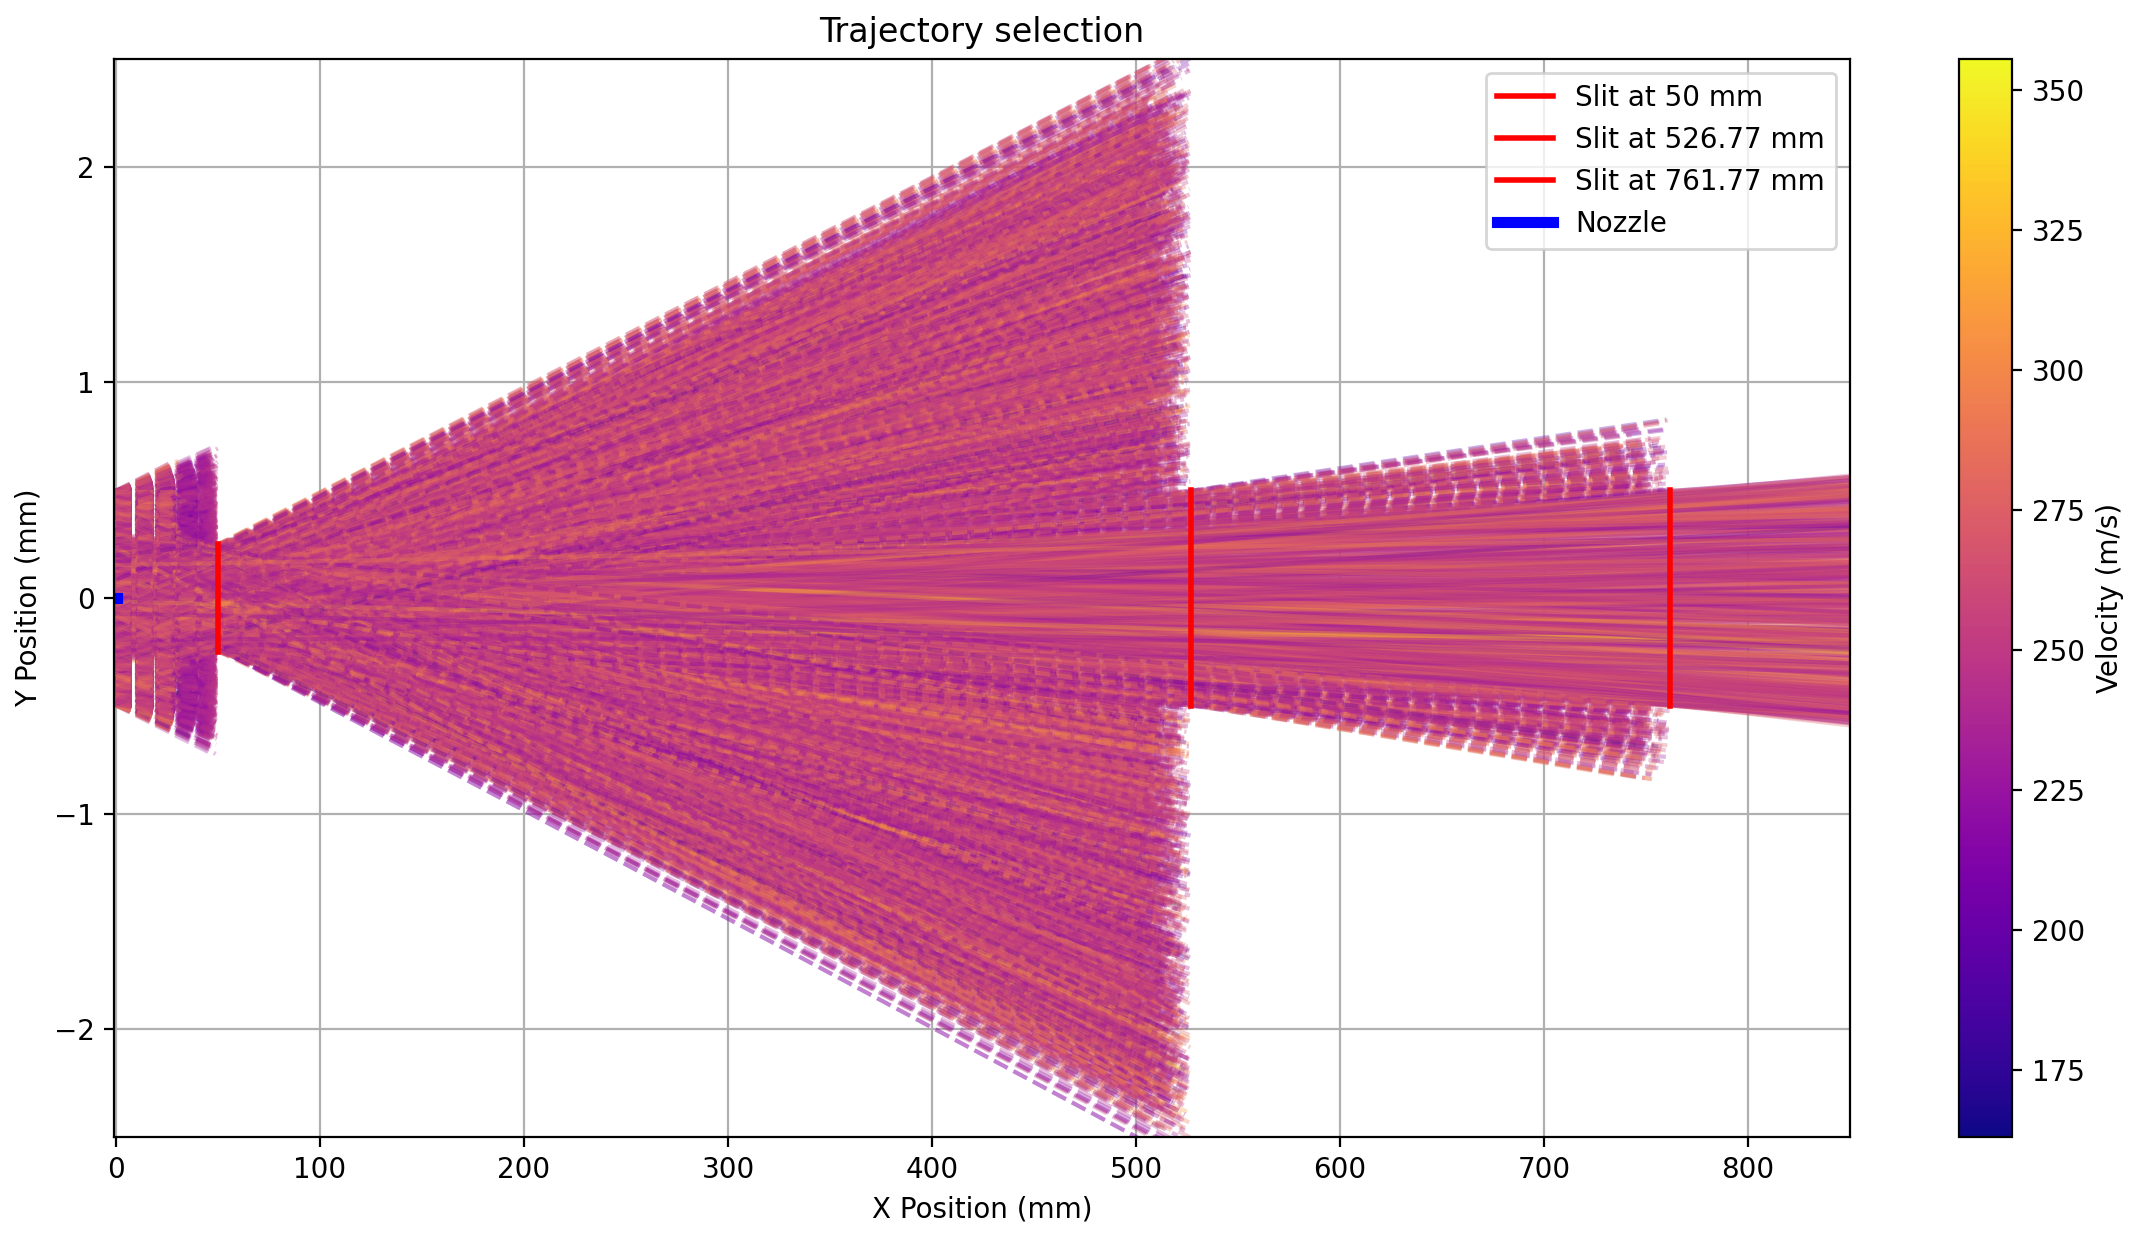 Trajectory selection
Slit at 50 mm
Slit at 526.77 mm
Slit at 761.77 mm
Nozzle
Y Position (mm)
2
1
0
−1
−2
0 100 200 300 400 500 600 700 800
X Position (mm)
350
325
300
275
250
225
200
175
Velocity (m/s)